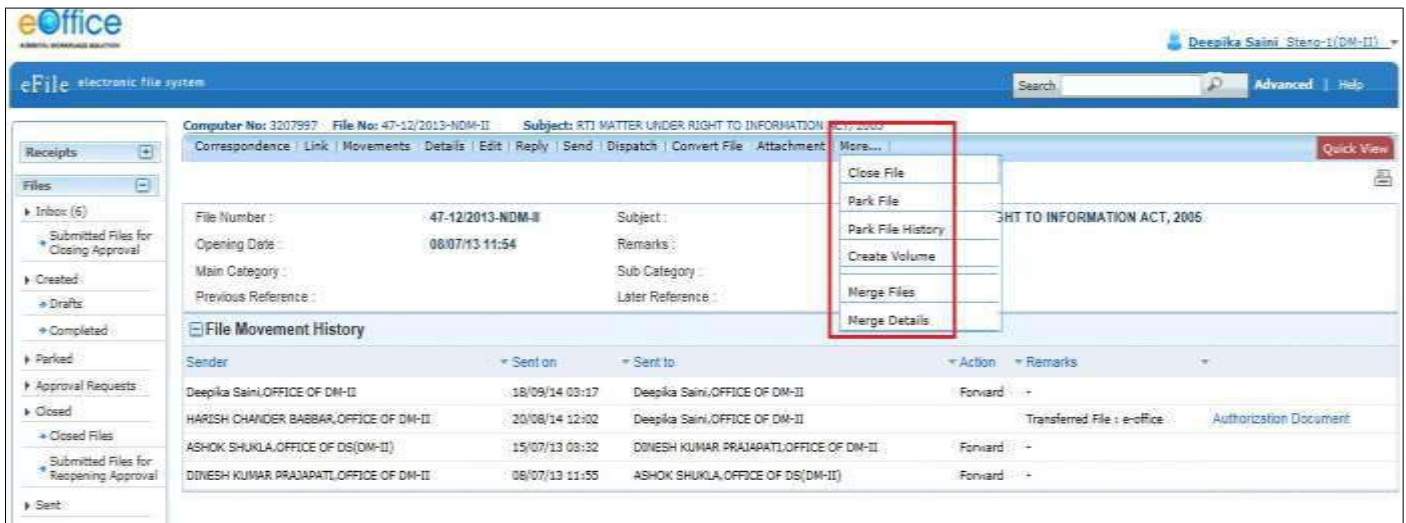 eOffice
A DIGITAL WORKPLACE SOLUTION
Deepika Saini Steno-1(DM-II)
eFile electronic file system
Search
Advanced | Help
Computer No: 3207997 File No: 47-12/2013-NDM-II Subject: RTI MATTER UNDER RIGHT TO INFORMATION ACT, 2005
Correspondence | Link | Movements | Details | Edit | Reply | Send | Dispatch | Convert File | Attachment | More... |
Quick View
Receipts
Files
Inbox (6)
Submitted Files for
Closing Approval
Created
Drafts
Completed
Parked
Approval Requests
Closed
Closed Files
Submitted Files for
Reopening Approval
Sent
Close File
Park File
Park File History
Create Volume
Merge Files
Merge Details
File Number : 47-12/2013-NDM-II Subject : GHT TO INFORMATION ACT, 2005
Opening Date : 08/07/13 11:54 Remarks :
Main Category : Sub Category :
Previous Reference : Later Reference :
File Movement History
Sender Sent on Sent to Action Remarks
Deepika Saini,OFFICE OF DM-II 18/09/14 03:17 Deepika Saini,OFFICE OF DM-II Forward -
HARISH CHANDER BABBAR,OFFICE OF DM-II 20/08/14 12:02 Deepika Saini,OFFICE OF DM-II Transferred File : e-office Authorization Document
ASHOK SHUKLA,OFFICE OF DS(DM-II) 15/07/13 03:32 DINESH KUMAR PRAJAPATI,OFFICE OF DM-II Forward -
DINESH KUMAR PRAJAPATI,OFFICE OF DM-II 08/07/13 11:55 ASHOK SHUKLA,OFFICE OF DS(DM-II) Forward -